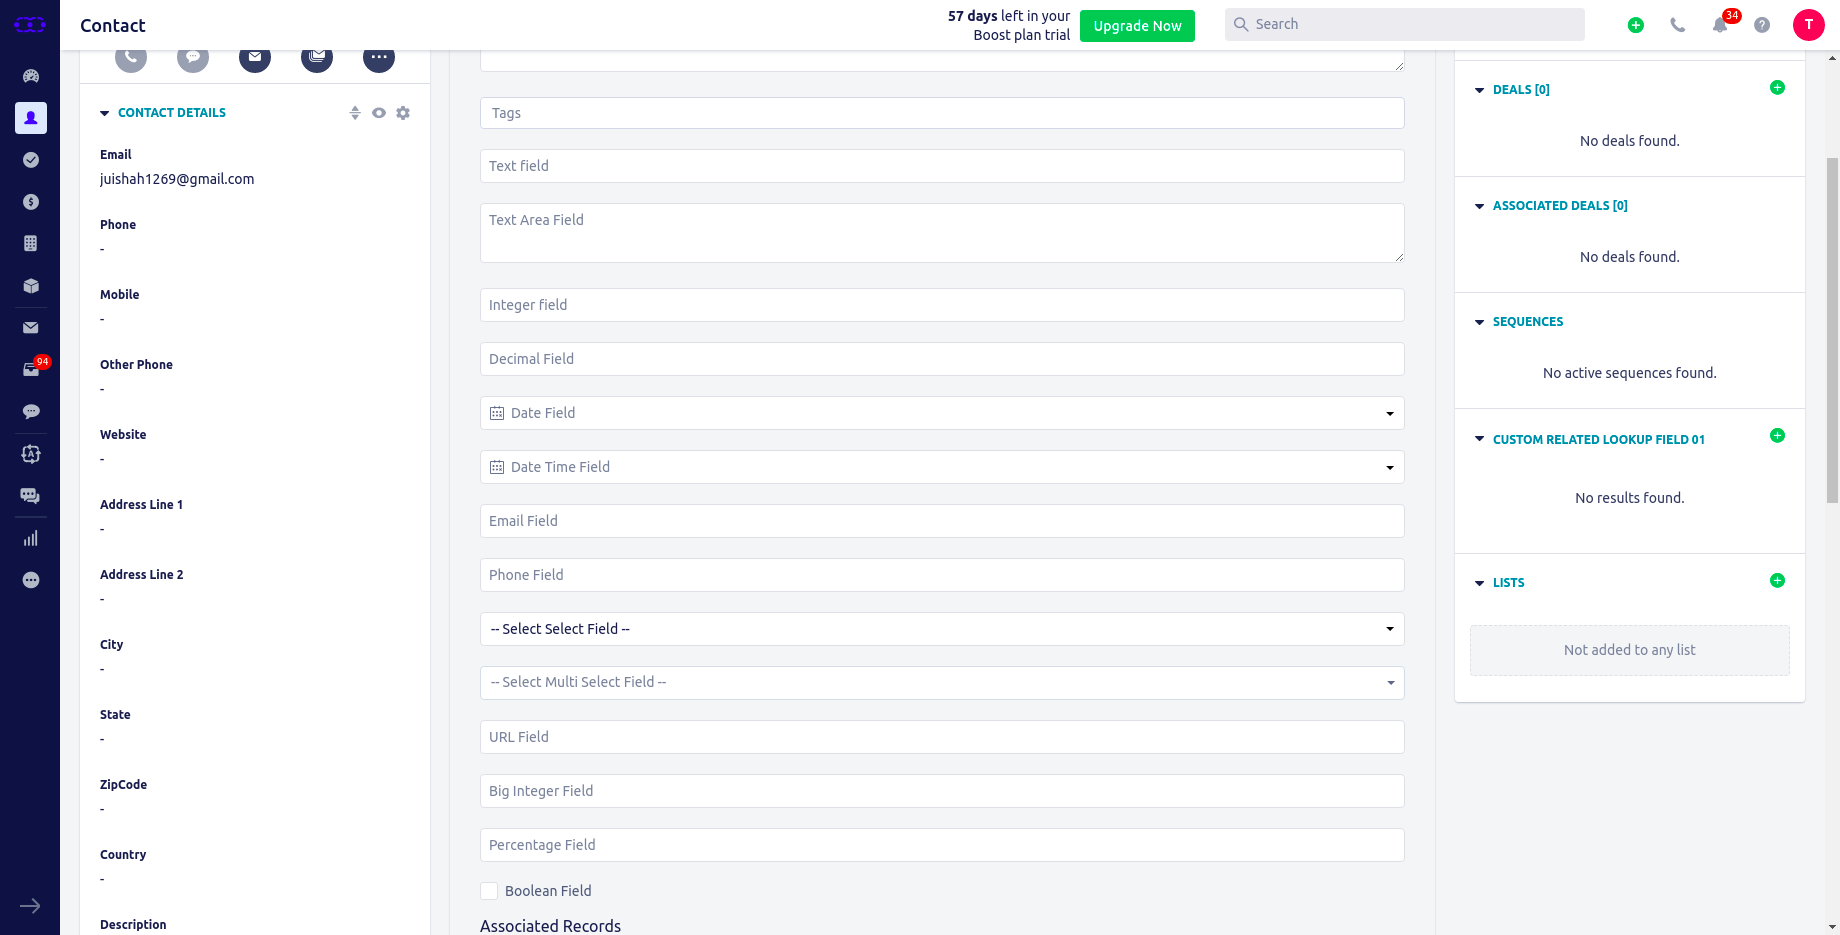 Contact
57 days left in your
Boost plan trial
Upgrade Now
Search
34
T
94
CONTACT DETAILS
Email
juishah1269@gmail.com
Phone
-
Mobile
-
Other Phone
-
Website
-
Address Line 1
-
Address Line 2
-
City
-
State
-
ZipCode
-
Country
-
Description
Tags
Text field
Text Area Field
Integer field
Decimal Field
Date Field
Date Time Field
Email Field
Phone Field
-- Select Select Field --
-- Select Multi Select Field --
URL Field
Big Integer Field
Percentage Field
Boolean Field
Associated Records
DEALS [0]
No deals found.
ASSOCIATED DEALS [0]
No deals found.
SEQUENCES
No active sequences found.
CUSTOM RELATED LOOKUP FIELD 01
No results found.
LISTS
Not added to any list